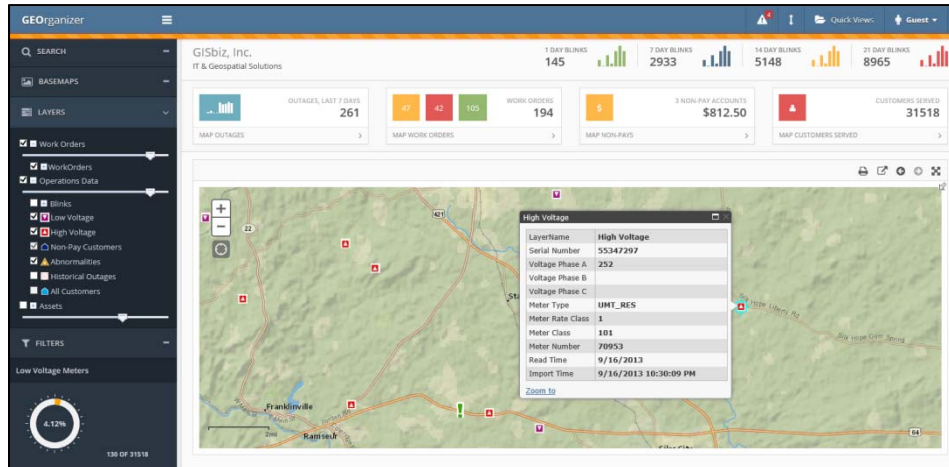 GEOrganizer
4
Quick Views
Guest
SEARCH
BASEMAPS
LAYERS
Work Orders
WorkOrders
Operations Data
Blinks
Low Voltage
High Voltage
Non-Pay Customers
Abnormalities
Historical Outages
All Customers
Assets
FILTERS
Low Voltage Meters
4.12%
130 OF 31518
GISbiz, Inc.
IT & Geospatial Solutions
1 DAY BLINKS
145
7 DAY BLINKS
2933
14 DAY BLINKS
5148
21 DAY BLINKS
8965
OUTAGES, LAST 7 DAYS
261
MAP OUTAGES
47 42 105
WORK ORDERS
194
MAP WORK ORDERS
$
3 NON-PAY ACCOUNTS
$812.50
MAP NON-PAYS
CUSTOMERS SERVED
31518
MAP CUSTOMERS SERVED
+
-
22
421
High Voltage
LayerName High Voltage
Serial Number 55347297
Voltage Phase A 252
Voltage Phase B
Voltage Phase C
Meter Type UMT_RES
Meter Rate Class 1
Meter Class 101
Meter Number 70953
Read Time 9/16/2013
Import Time 9/16/2013 10:30:09 PM
Zoom to
Franklinville
2mi
Ramseur
64